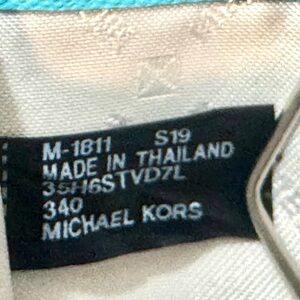 M-1811 S19
MADE IN THAILAND
35H6STVD7L
340
MICHAEL KORS